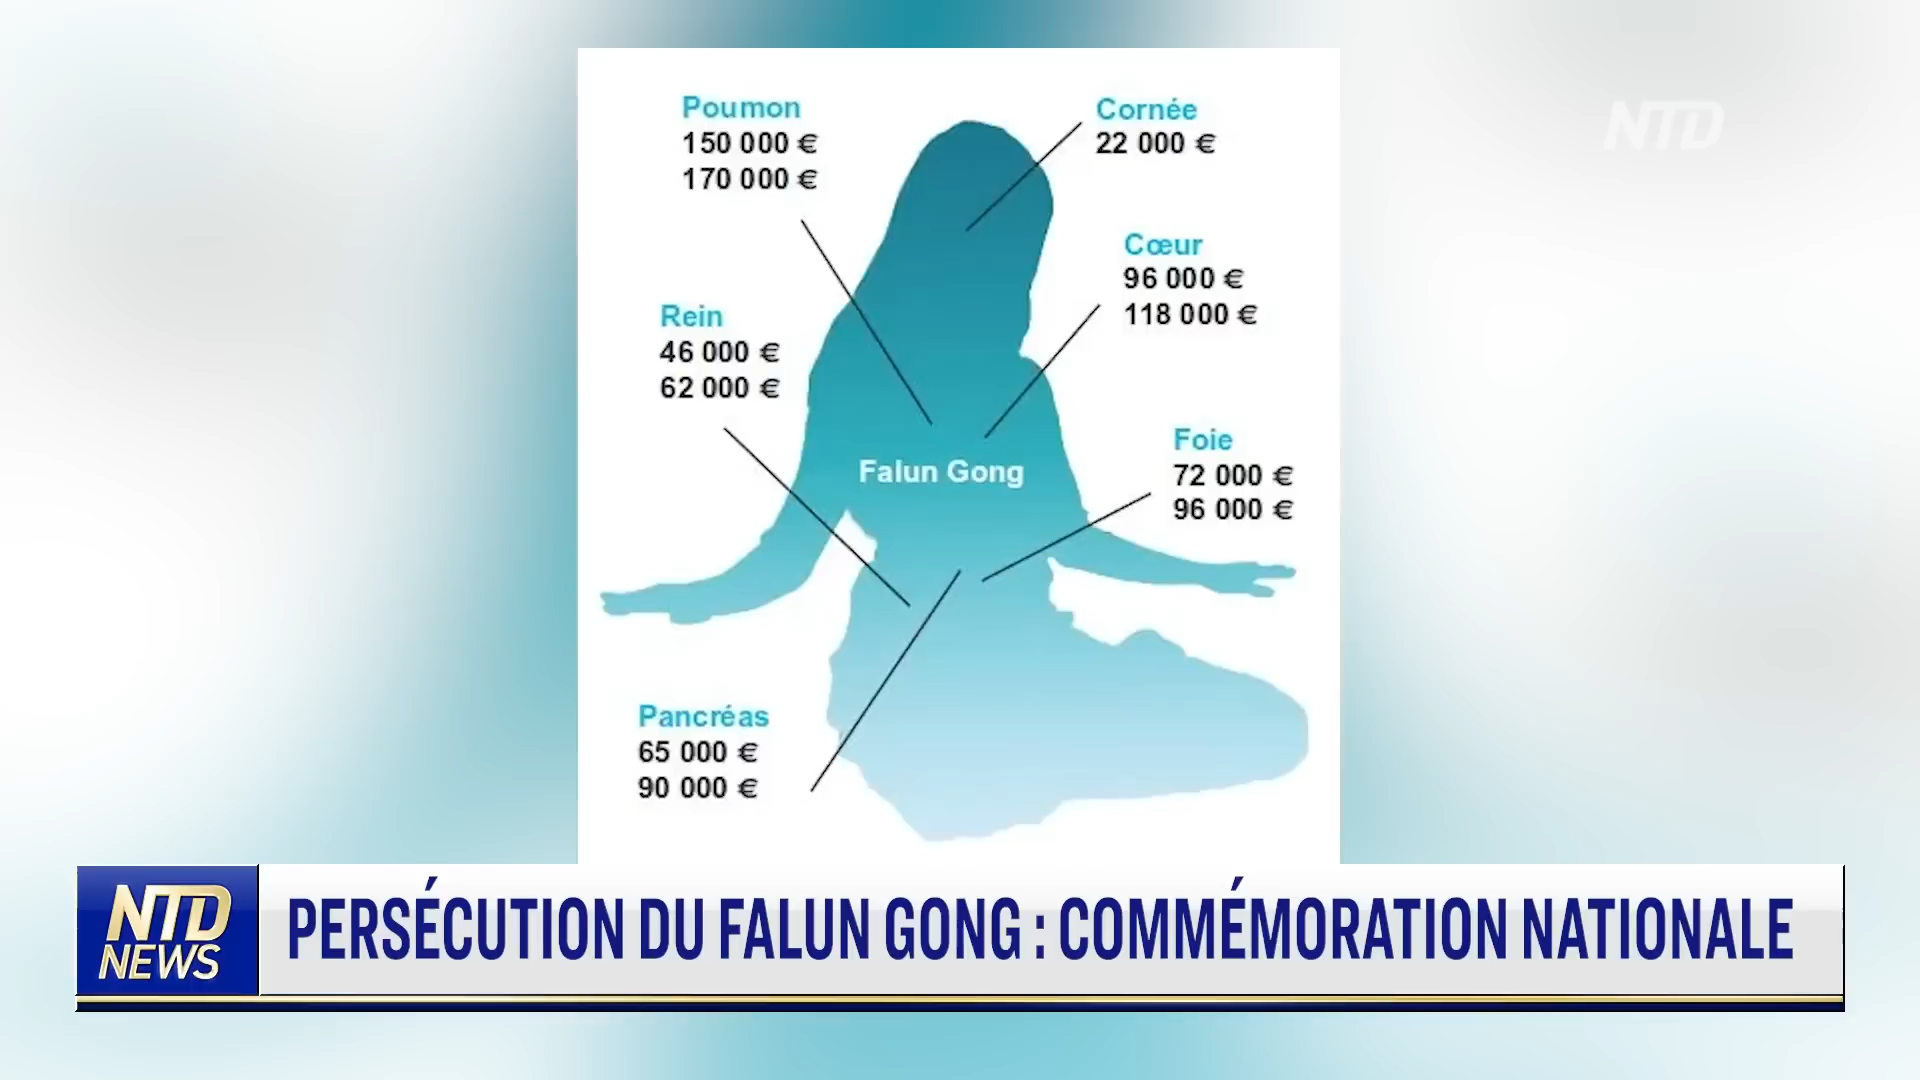 Poumon
150 000 €
170 000 €
Cornée
22 000 €
NTD
Cœur
96 000 €
118 000 €
Rein
46 000 €
62 000 €
Foie
72 000 €
96 000 €
Falun Gong
Pancréas
65 000 €
90 000 €
NTD
NEWS
PERSÉCUTION DU FALUN GONG : COMMÉMORATION NATIONALE